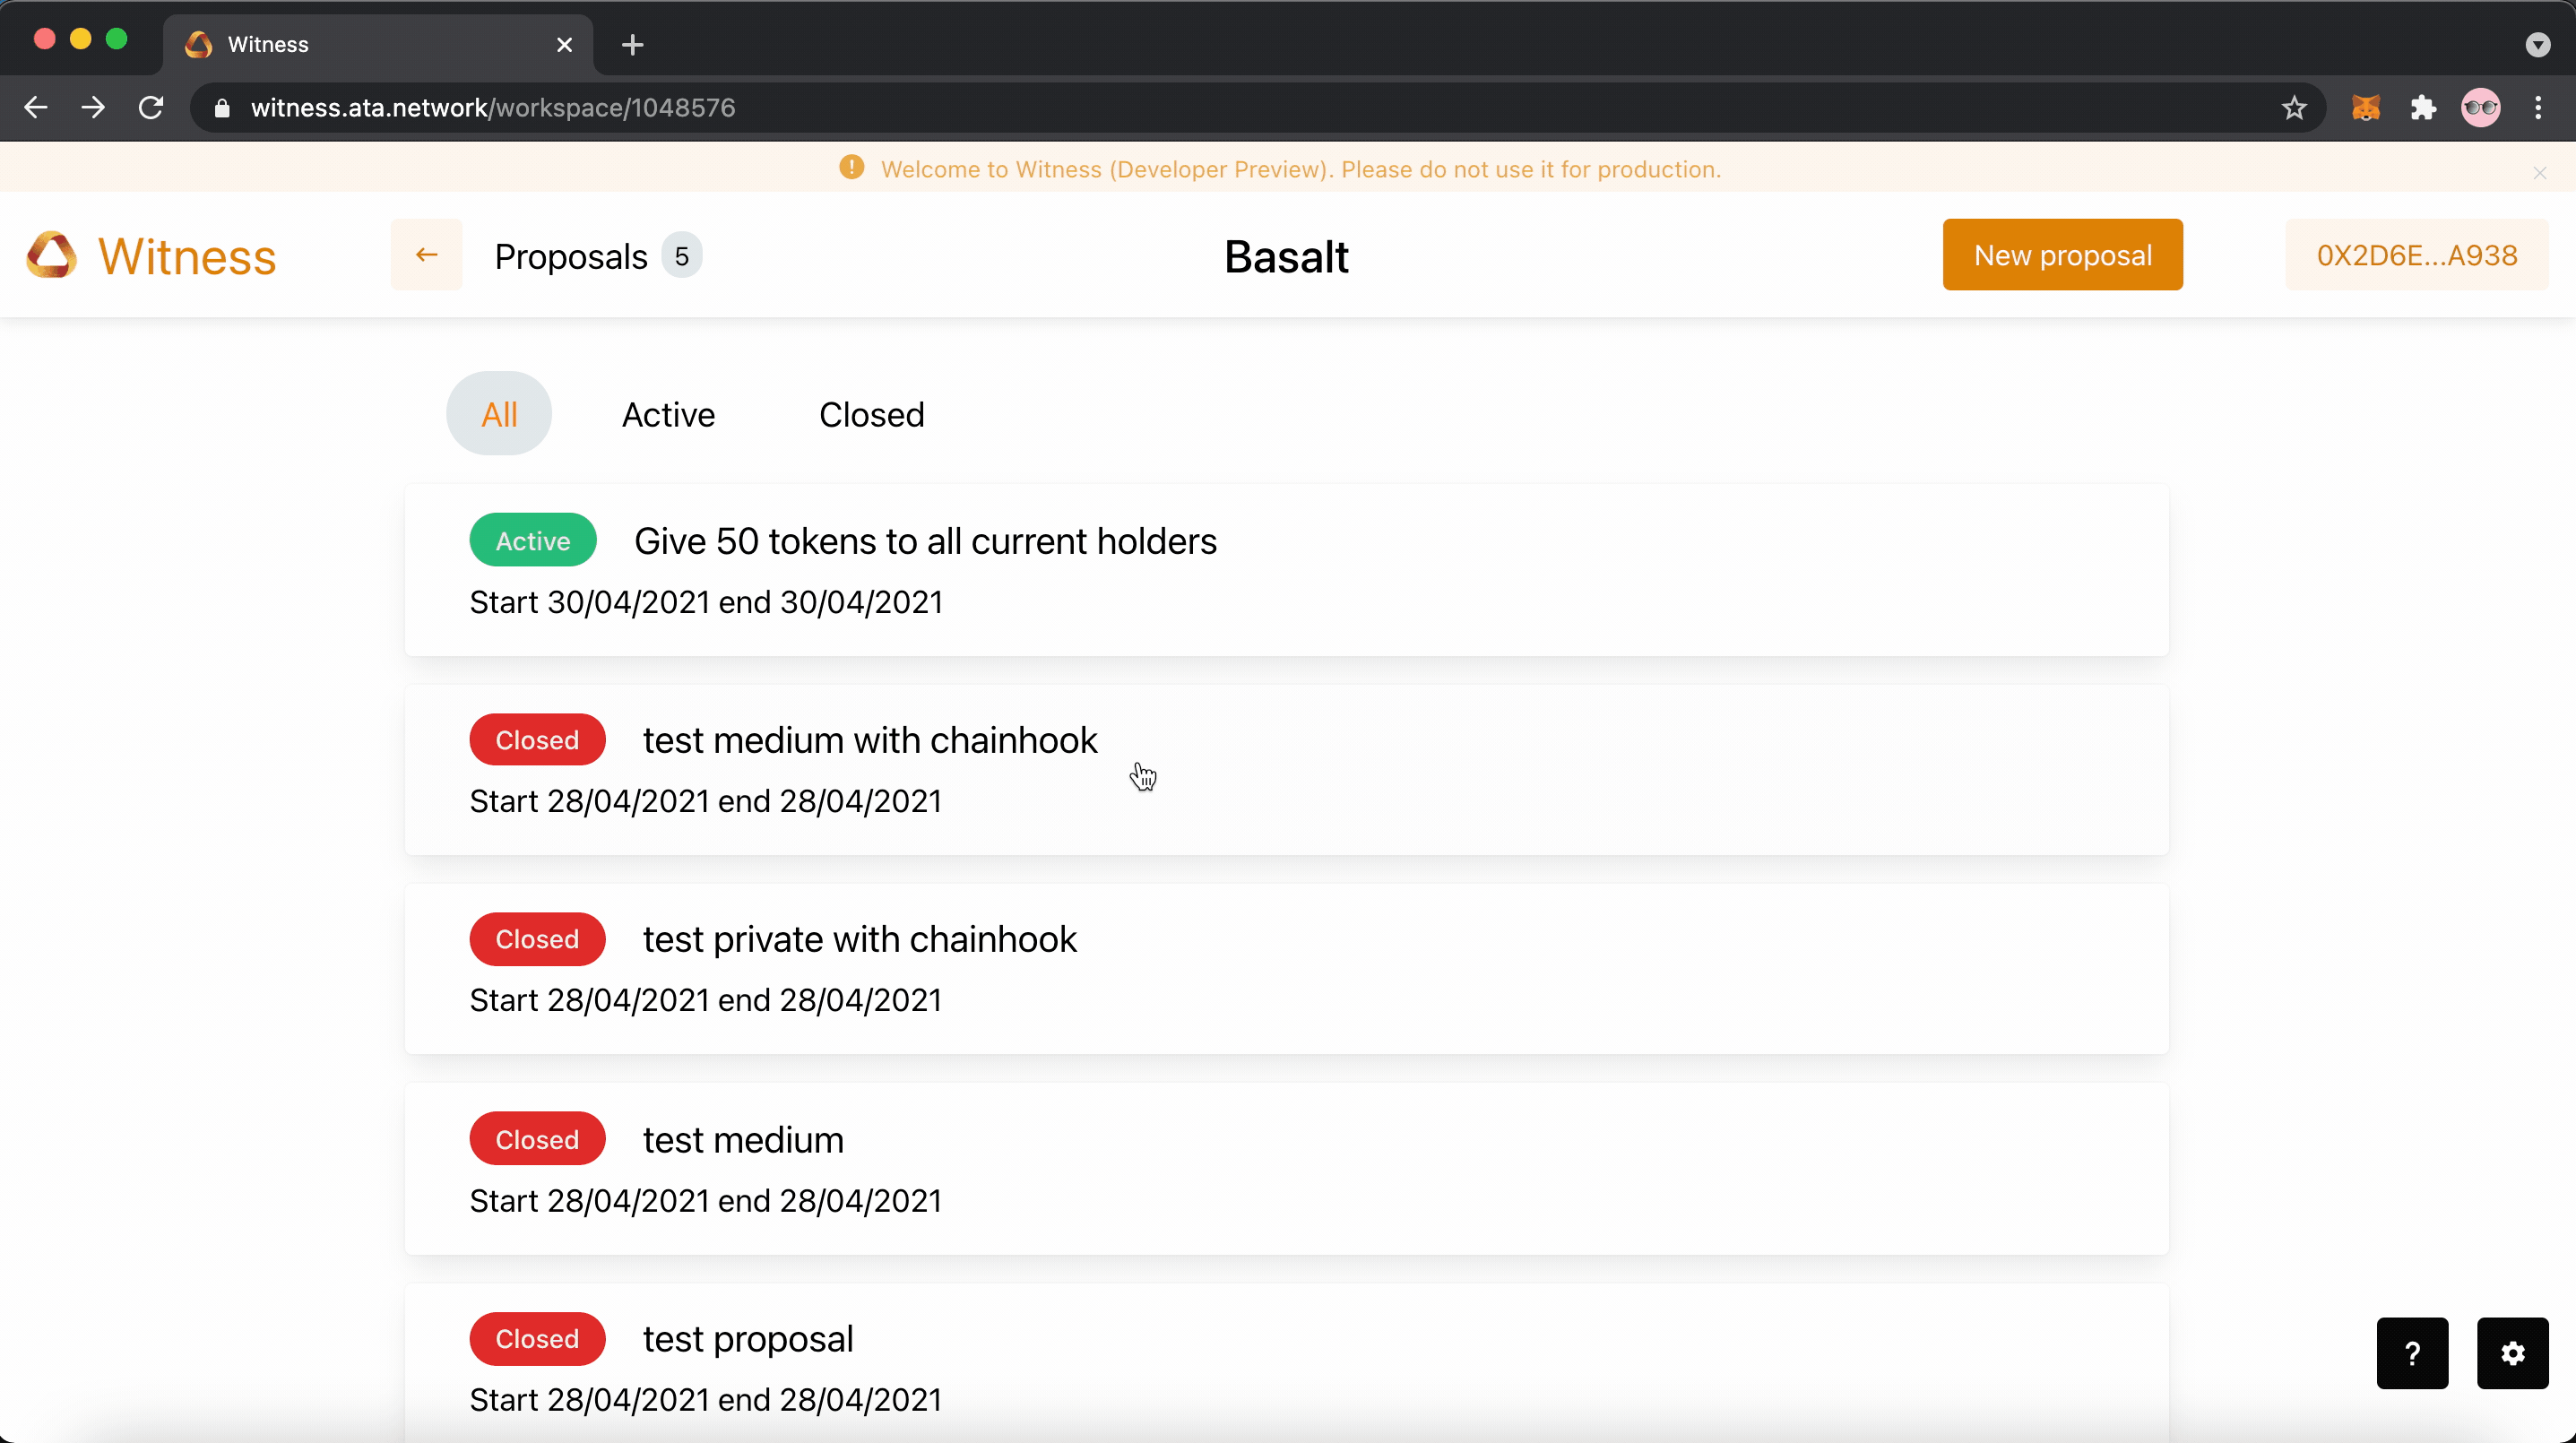 Witness
witness.ata.network/workspace/1048576
Welcome to Witness (Developer Preview). Please do not use it for production.
Witness
Proposals 5
Basalt
New proposal
0X2D6E...A938
All Active Closed
Active Give 50 tokens to all current holders
Start 30/04/2021 end 30/04/2021
Closed test medium with chainhook
Start 28/04/2021 end 28/04/2021
Closed test private with chainhook
Start 28/04/2021 end 28/04/2021
Closed test medium
Start 28/04/2021 end 28/04/2021
Closed test proposal
Start 28/04/2021 end 28/04/2021
?